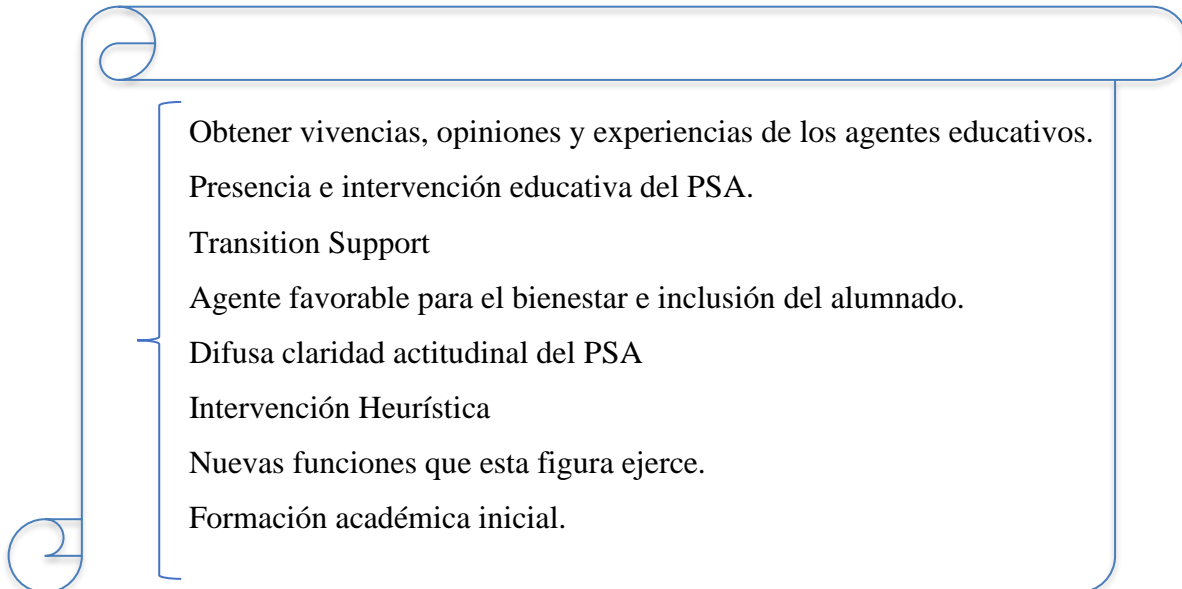 Obtener vivencias, opiniones y experiencias de los agentes educativos.
Presencia e intervención educativa del PSA.
Transition Support
Agente favorable para el bienestar e inclusión del alumnado.
Difusa claridad actitudinal del PSA
Intervención Heurística
Nuevas funciones que esta figura ejerce.
Formación académica inicial.